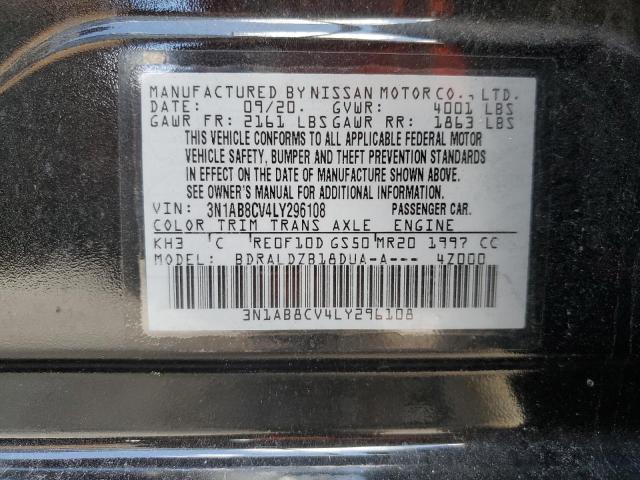 MANUFACTURED BY NISSAN MOTOR CO., LTD.
DATE: 09/20. GVWR: 4001 LBS
GAWR FR: 2161 LBS GAWR RR: 1863 LBS
THIS VEHICLE CONFORMS TO ALL APPLICABLE FEDERAL MOTOR
VEHICLE SAFETY, BUMPER AND THEFT PREVENTION STANDARDS
IN EFFECT ON THE DATE OF MANUFACTURE SHOWN ABOVE.
SEE OWNER'S MANUAL FOR ADDITIONAL INFORMATION.
VIN: 3N1AB8CV4LY296108 PASSENGER CAR.
COLOR TRIM TRANS AXLE ENGINE
KH3 'C RE0F10D GS50 MR20 1997 CC
MODEL: BDRALDZB18DUA-A--- 4Z000
3N1AB8CV4LY296108